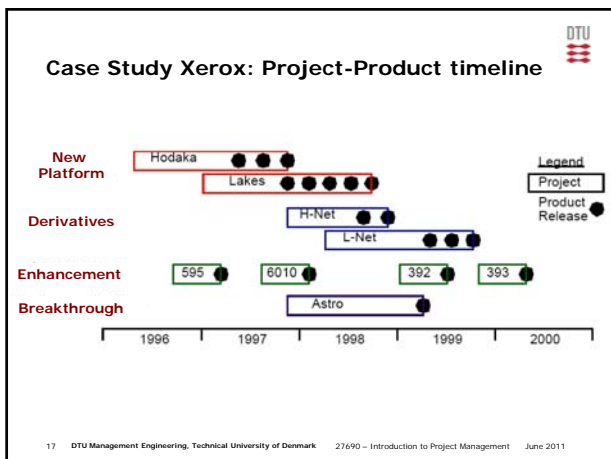 DTU
Case Study Xerox: Project-Product timeline
New
Platform
Hodaka
Lakes
Legend
Project
Product
Release
Derivatives
H-Net
L-Net
Enhancement
595
6010
392
393
Breakthrough
Astro
1996
1997
1998
1999
2000
17 DTU Management Engineering, Technical University of Denmark 27690 – Introduction to Project Management June 2011